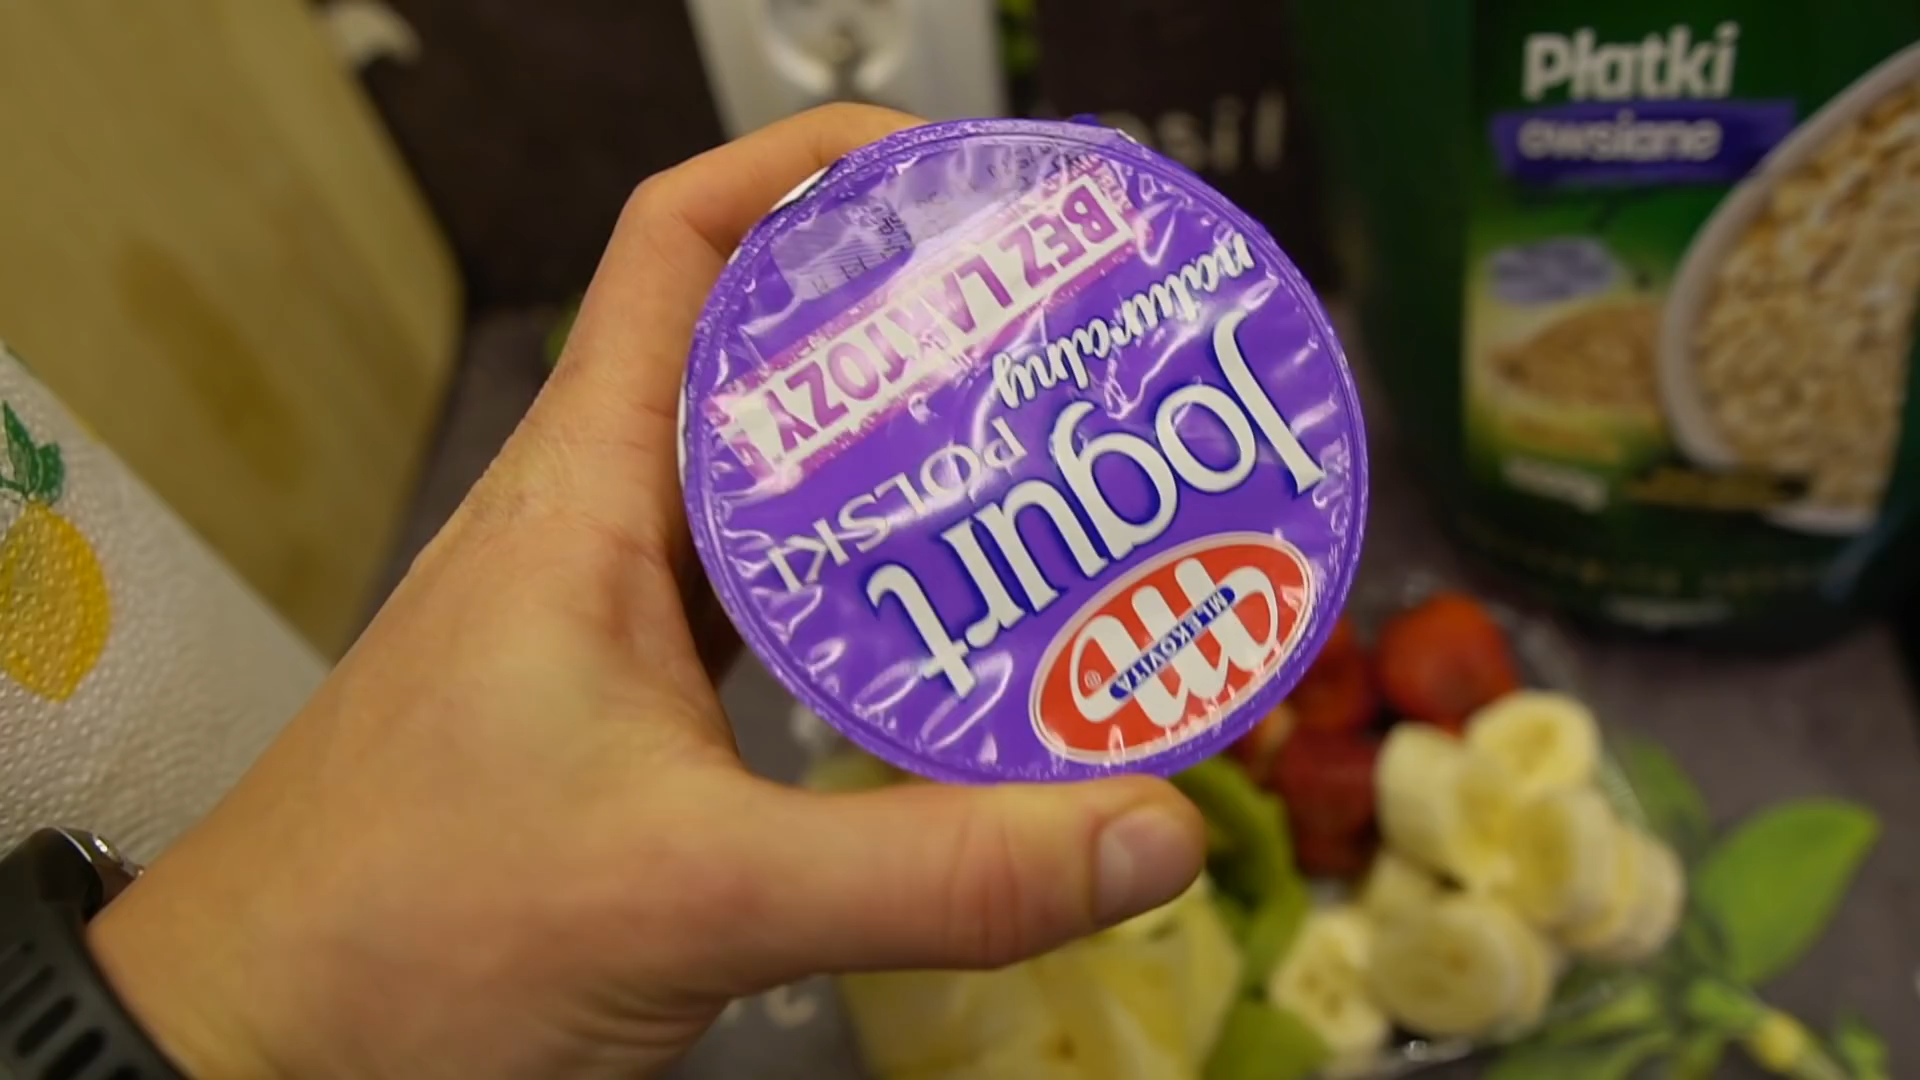 MLEKOVITA
Jogurt
POLSKI
naturalny
BEZ LAKTOZY
Płatki
owsiane